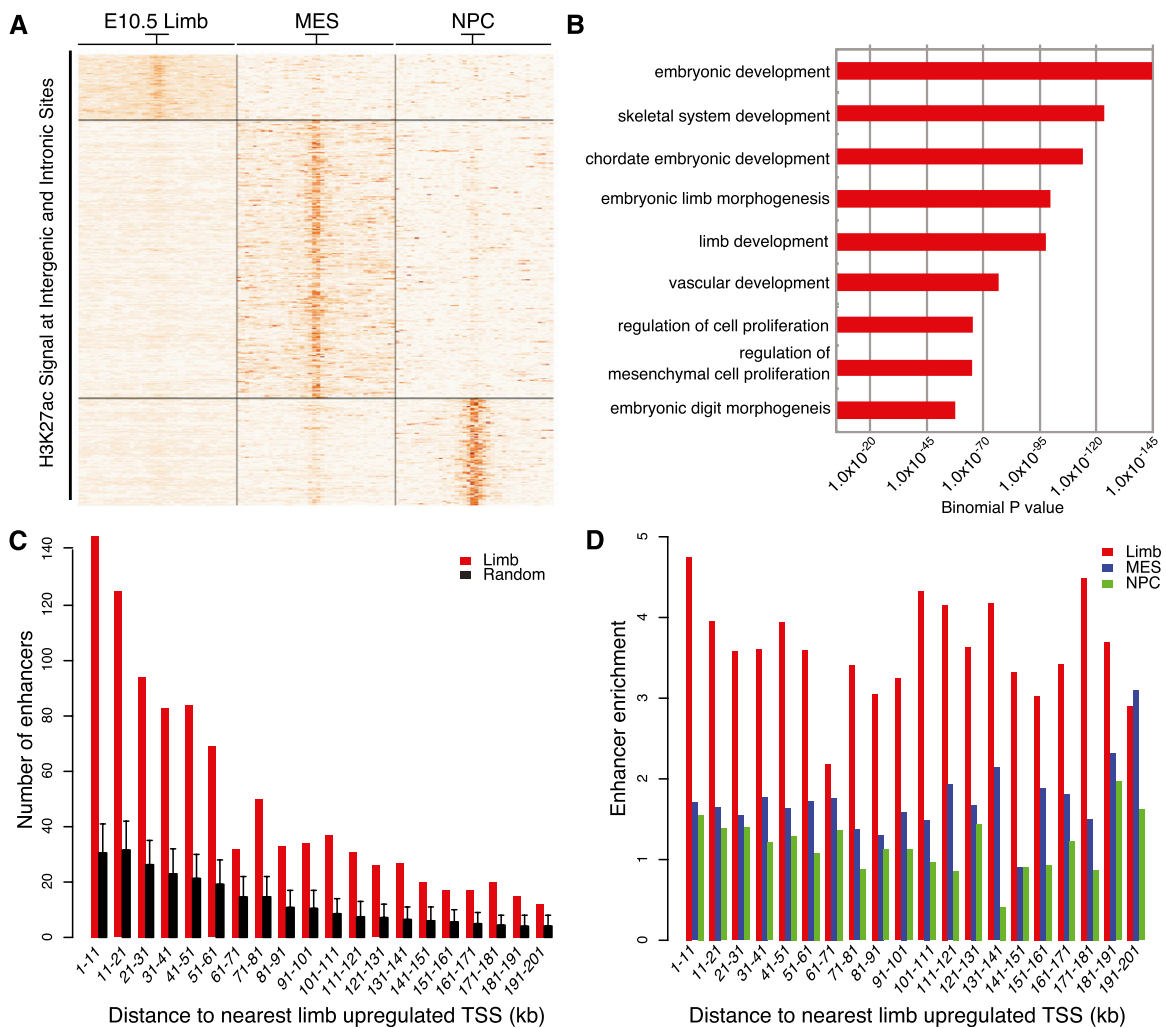 A
E10.5 Limb
MES
NPC
H3K27ac Signal at Intergenic and Intronic Sites
B
embryonic development
skeletal system development
chordate embryonic development
embryonic limb morphogenesis
limb development
vascular development
regulation of cell proliferation
regulation of
mesenchymal cell proliferation
embryonic digit morphogeneis
1.0x10-20
1.0x10-45
1.0x10-70
1.0x10-95
1.0x10-120
1.0x10-145
Binomial P value
C
Number of enhancers
0
20
40
60
80
100
120
140
Limb
Random
1-11
11-21
21-31
31-41
41-51
51-61
61-71
71-81
81-91
91-101
101-111
111-121
121-131
131-141
141-151
151-161
161-171
171-181
181-191
191-201
Distance to nearest limb upregulated TSS (kb)
D
Enhancer enrichment
0
1
2
3
4
5
Limb
MES
NPC
1-11
11-21
21-31
31-41
41-51
51-61
61-71
71-81
81-91
91-101
101-111
111-121
121-131
131-141
141-151
151-161
161-171
171-181
181-191
191-201
Distance to nearest limb upregulated TSS (kb)